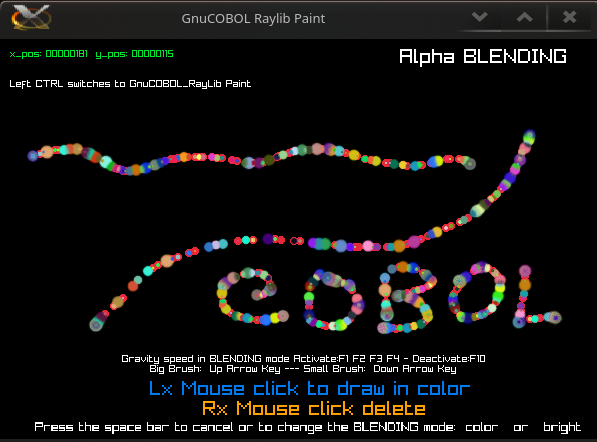 GnuCOBOL Raylib Paint
x_pos: 00000181 y_pos: 00000115
Alpha BLENDING
Left CTRL switches to GnuCOBOL_RayLib Paint
COBOL
Gravity speed in BLENDING mode Activate:F1 F2 F3 F4 - Deactivate:F10
Big Brush: Up Arrow Key --- Small Brush: Down Arrow Key
Lx Mouse click to draw in color
Rx Mouse click delete
Press the space bar to cancel or to change the BLENDING mode: color or bright